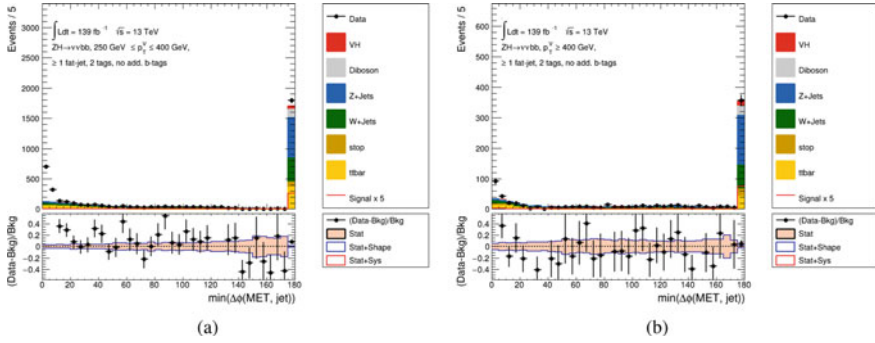 Events / 5
3500
3000
2500
2000
1500
1000
500
0
∫Ldt = 139 fb⁻¹ √s = 13 TeV
ZH→ννbb, 250 GeV ≤ p_T^V ≤ 400 GeV,
≥ 1 fat-jet, 2 tags, no add. b-tags
Data
VH
Diboson
Z+Jets
W+Jets
stop
ttbar
Signal x 5
(Data-Bkg)/Bkg
0.4
0.2
0
−0.2
−0.4
0 20 40 60 80 100 120 140 160 180
min(Δϕ(MET, jet))
(Data-Bkg)/Bkg
Stat
Stat+Shape
Stat+Sys
(a)
Events / 5
600
500
400
300
200
100
0
∫Ldt = 139 fb⁻¹ √s = 13 TeV
ZH→ννbb, p_T^V ≥ 400 GeV,
≥ 1 fat-jet, 2 tags, no add. b-tags
Data
VH
Diboson
Z+Jets
W+Jets
stop
ttbar
Signal x 5
(Data-Bkg)/Bkg
0.4
0.2
0
−0.2
−0.4
0 20 40 60 80 100 120 140 160 180
min(Δϕ(MET, jet))
(Data-Bkg)/Bkg
Stat
Stat+Shape
Stat+Sys
(b)